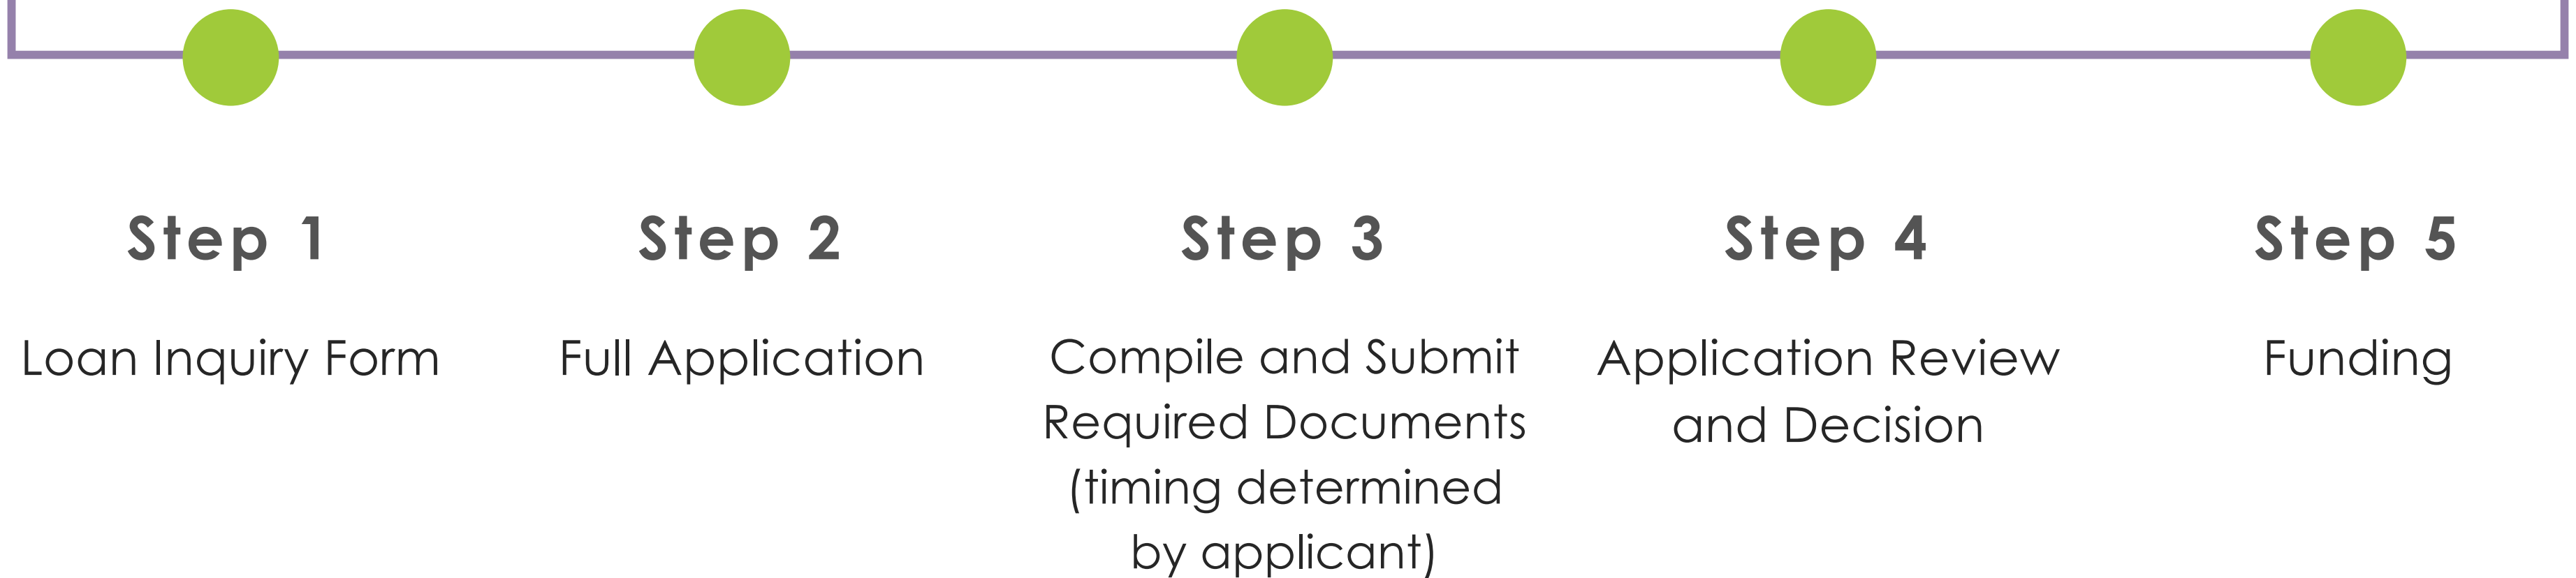 Step 1
Loan Inquiry Form
Step 2
Full Application
Step 3
Compile and Submit
Required Documents
(timing determined
by applicant)
Step 4
Application Review
and Decision
Step 5
Funding